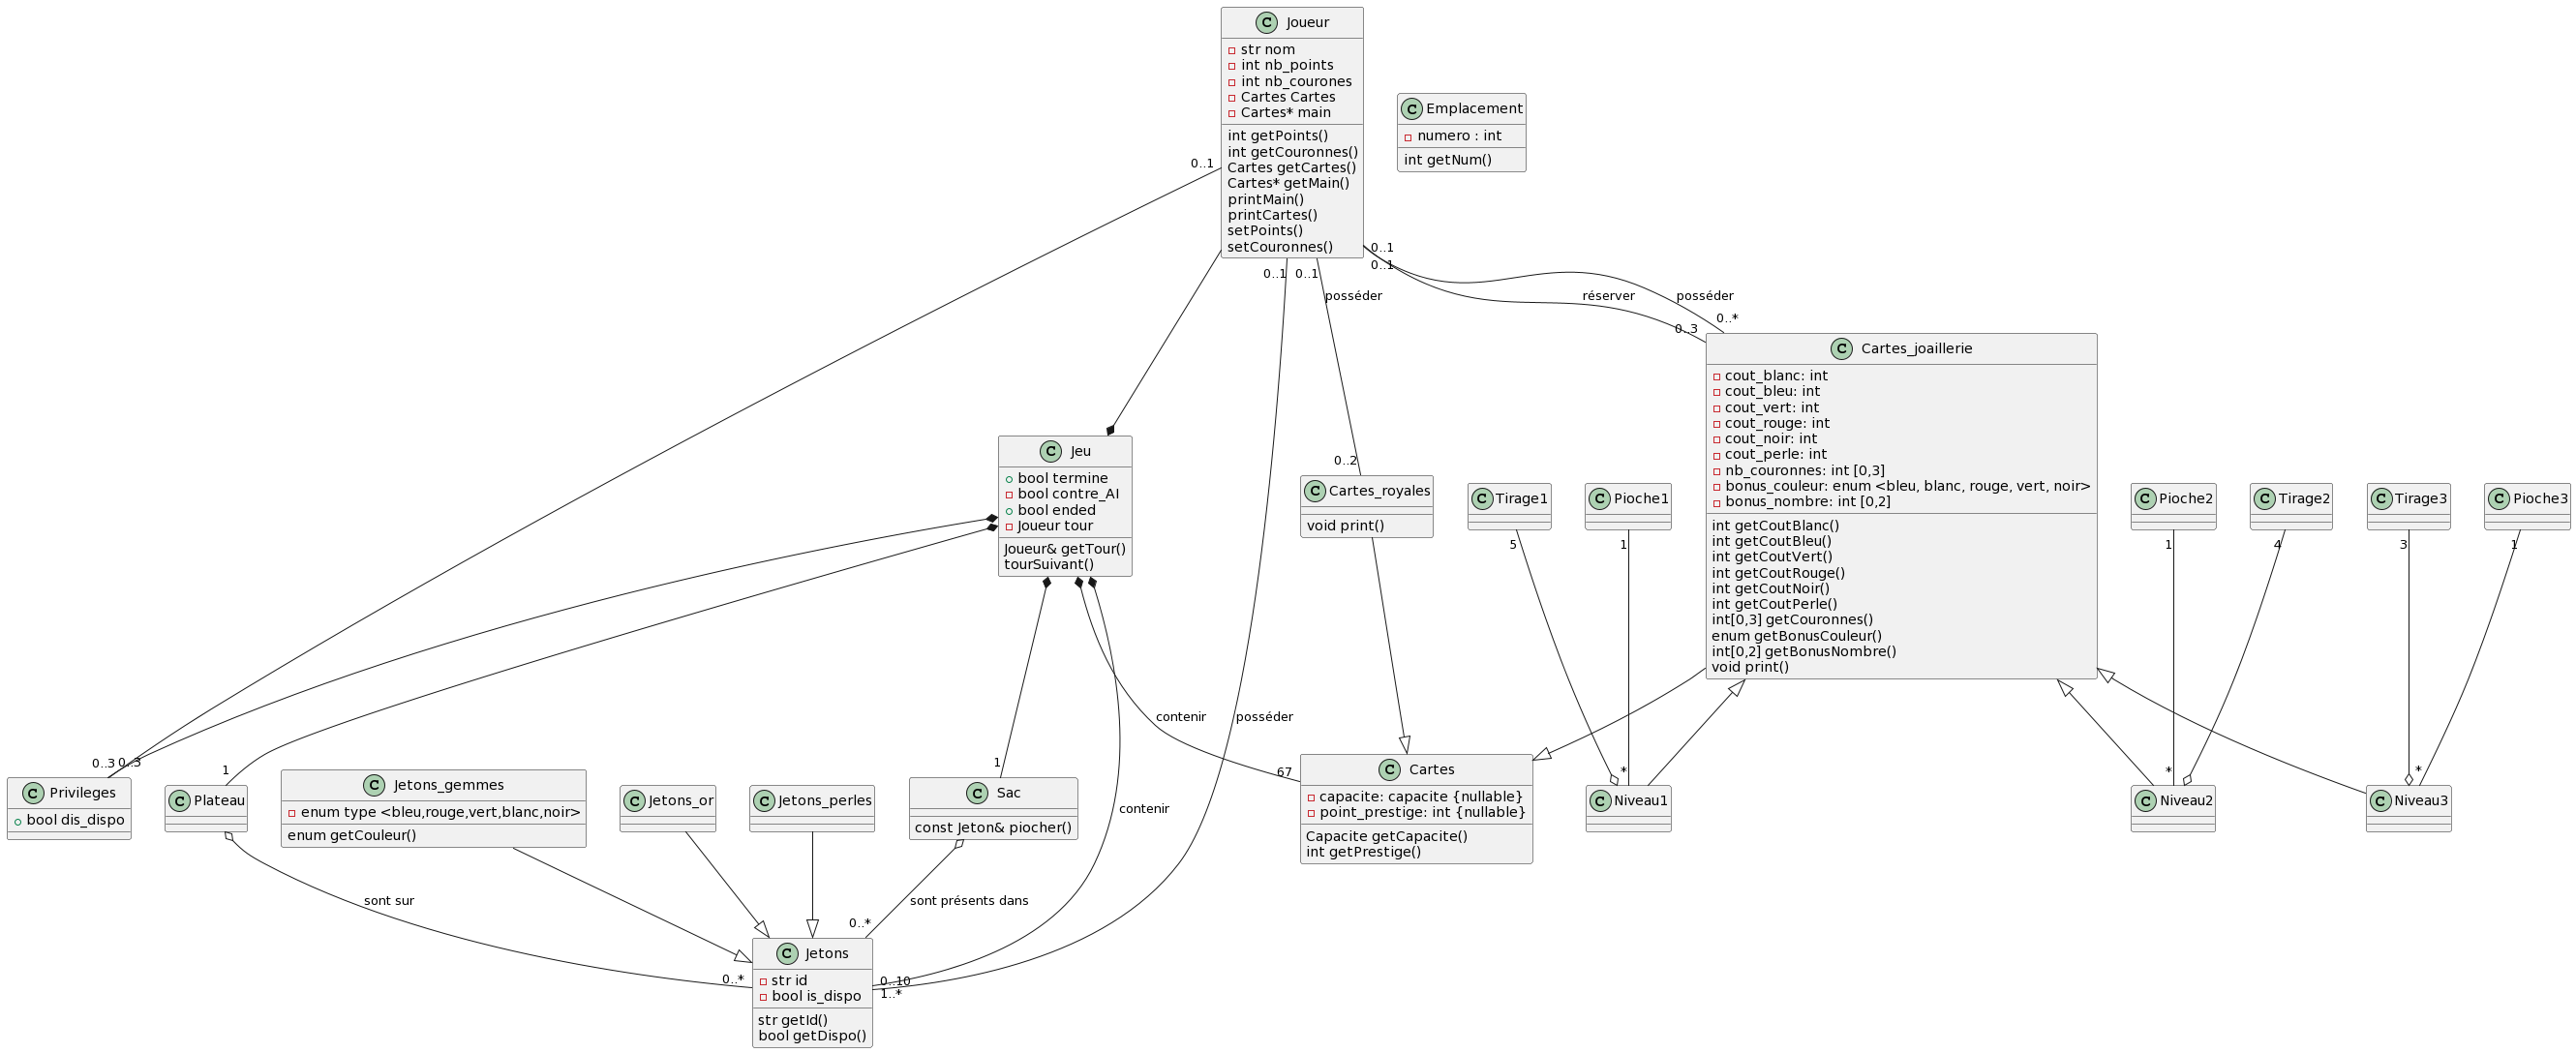 C Joueur
str nom
int nb_points
int nb_courones
Cartes Cartes
Cartes* main
int getPoints()
int getCouronnes()
Cartes getCartes()
Cartes* getMain()
printMain()
printCartes()
setPoints()
setCouronnes()
C Emplacement
numero : int
int getNum()
0..1
0..1
0..1
0..1
0..1
posséder
réserver
posséder
0..3
0..*
C Cartes_joaillerie
cout_blanc: int
cout_bleu: int
cout_vert: int
cout_rouge: int
cout_noir: int
cout_perle: int
nb_couronnes: int [0,3]
bonus_couleur: enum <bleu, blanc, rouge, vert, noir>
bonus_nombre: int [0,2]
int getCoutBlanc()
int getCoutBleu()
int getCoutVert()
int getCoutRouge()
int getCoutNoir()
int getCoutPerle()
int[0,3] getCouronnes()
enum getBonusCouleur()
int[0,2] getBonusNombre()
void print()
C Jeu
bool termine
bool contre_AI
bool ended
Joueur tour
Joueur& getTour()
tourSuivant()
0..2
C Cartes_royales
void print()
C Tirage1
C Pioche1
C Pioche2
C Tirage2
C Tirage3
C Pioche3
5
1
1
4
3
1
contenir
posséder
0..3
0..3
1
1
67
*
*
*
C Privileges
bool dis_dispo
C Plateau
C Jetons_gemmes
enum type <bleu,rouge,vert,blanc,noir>
enum getCouleur()
C Jetons_or
C Jetons_perles
C Sac
const Jeton& piocher()
contenir
C Cartes
capacite: capacite {nullable}
point_prestige: int {nullable}
Capacite getCapacite()
int getPrestige()
C Niveau1
C Niveau2
C Niveau3
sont sur
sont présents dans
0..*
0..*
0..10
1..*
C Jetons
str id
bool is_dispo
str getId()
bool getDispo()